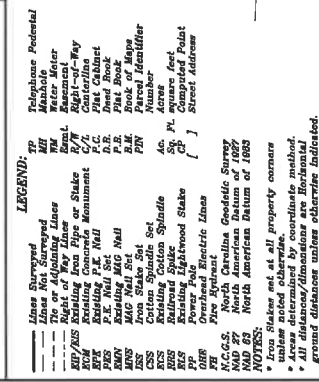 LEGEND:
Lines Surveyed
Lines Not Surveyed
Tie or Adjoining Lines
Right of Way Lines
EIP/EIS Existing Iron Pipe or Stake
ECM Existing Concrete Monument
EPK Existing P.K. Nail
PKS P.K. Nail Set
EMN Existing MAG Nail
MNS MAG Nail Set
ISS Iron Stake Set
CSS Cotton Spindle Set
ECS Existing Cotton Spindle
ERS Railroad Spike
ELS Existing Lightwood Stake
PP Power Pole
OHE Overhead Electric Lines
FH Fire Hydrant
N.C.G.S. North Carolina Geodetic Survey
NAD 27 North American Datum of 1927
NAD 83 North American Datum of 1983
TP Telephone Pedestal
MH Manhole
WM Water Meter
Esmt. Easement
R/W Right-of-Way
C/L Centerline
P.C. Plat Cabinet
D.B. Deed Book
P.B. Plat Book
B.M. Book of Maps
PIN Parcel Identifier Number
Ac. Acres
Sq. Ft. square feet
CP Computed Point
[ ] Street Address
NOTES:
* Iron Stakes set at all property corners
unless noted otherwise.
* Areas determined by coordinate method.
* All distances/dimensions are Horizontal
ground distances unless otherwise indicated.